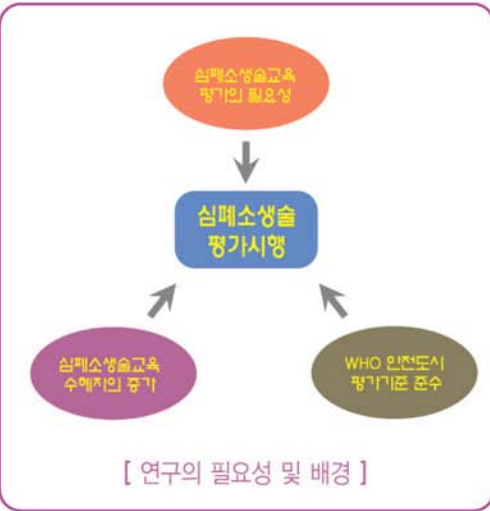 심폐소생술교육
평가의 필요성
심폐소생술
평가시행
심폐소생술교육
수혜자의 증가
WHO 안전도시
평가기준 준수
[ 연구의 필요성 및 배경 ]